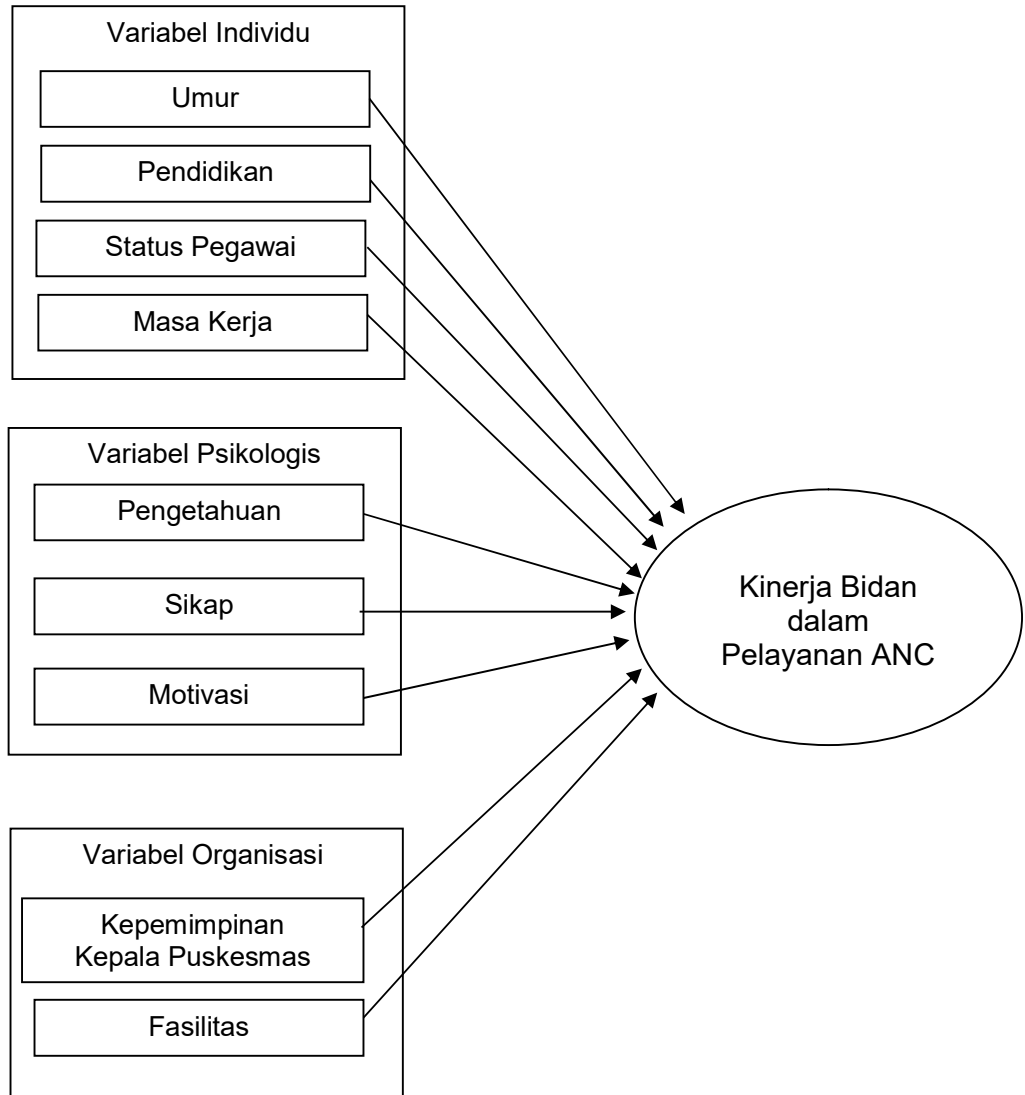 Variabel Individu
Umur
Pendidikan
Status Pegawai
Masa Kerja
Variabel Psikologis
Pengetahuan
Sikap
Motivasi
Variabel Organisasi
Kepemimpinan
Kepala Puskesmas
Fasilitas
Kinerja Bidan
dalam
Pelayanan ANC